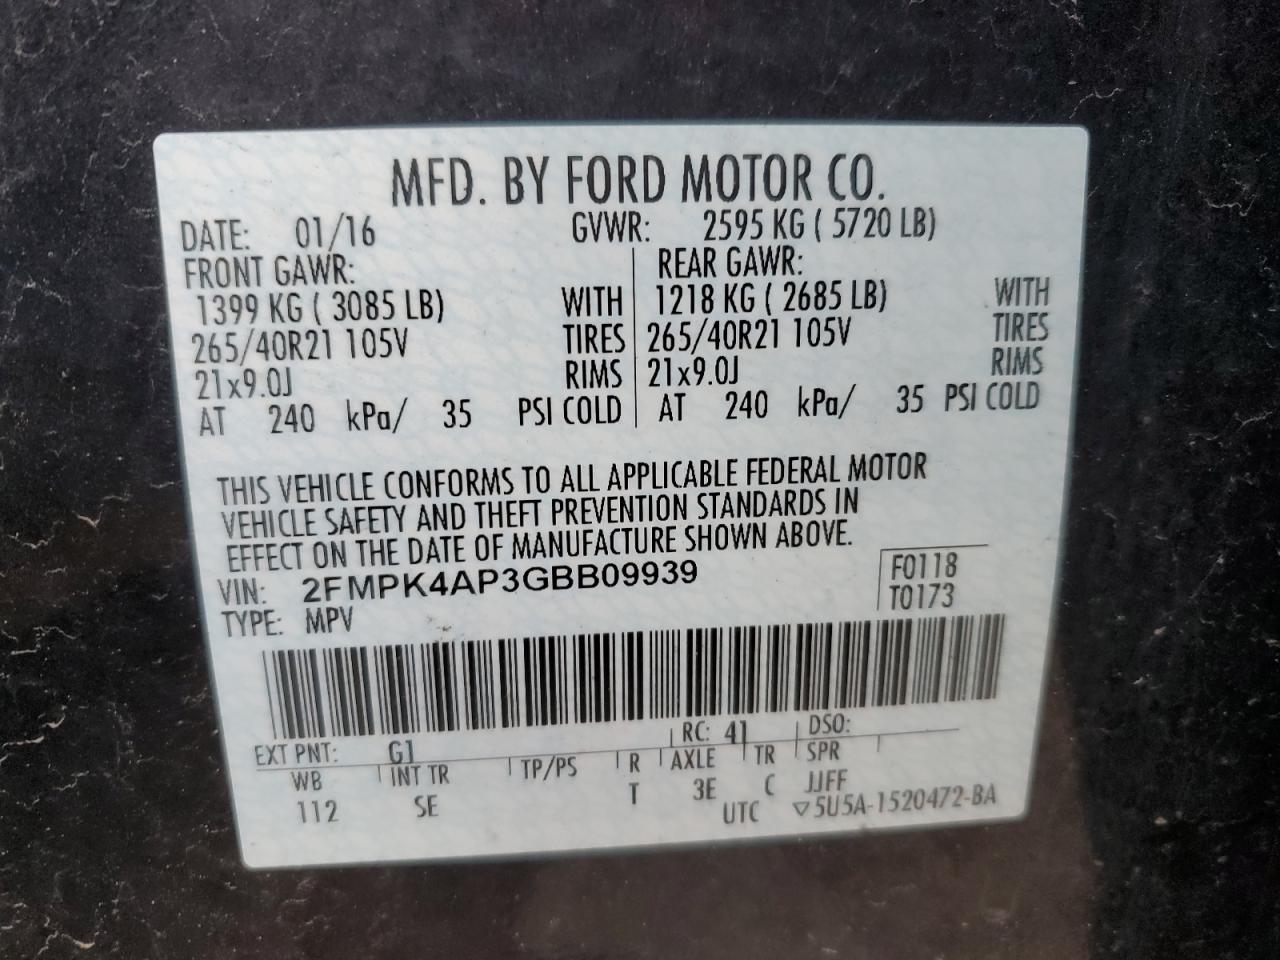 MFD. BY FORD MOTOR CO.
DATE: 01/16 GVWR: 2595 KG ( 5720 LB)
FRONT GAWR: REAR GAWR:
1399 KG ( 3085 LB) WITH 1218 KG ( 2685 LB) WITH
265/40R21 105V TIRES 265/40R21 105V TIRES
21x9.0J RIMS 21x9.0J RIMS
AT 240 kPa/ 35 PSI COLD AT 240 kPa/ 35 PSI COLD
THIS VEHICLE CONFORMS TO ALL APPLICABLE FEDERAL MOTOR
VEHICLE SAFETY AND THEFT PREVENTION STANDARDS IN
EFFECT ON THE DATE OF MANUFACTURE SHOWN ABOVE.
VIN: 2FMPK4AP3GBB09939 F0118
TYPE: MPV T0173
EXT PNT: G1 RC: 41 DSO:
WB INT TR TP/PS R AXLE TR SPR
112 SE T 3E C JJFF
UTC ▽5U5A-1520472-BA